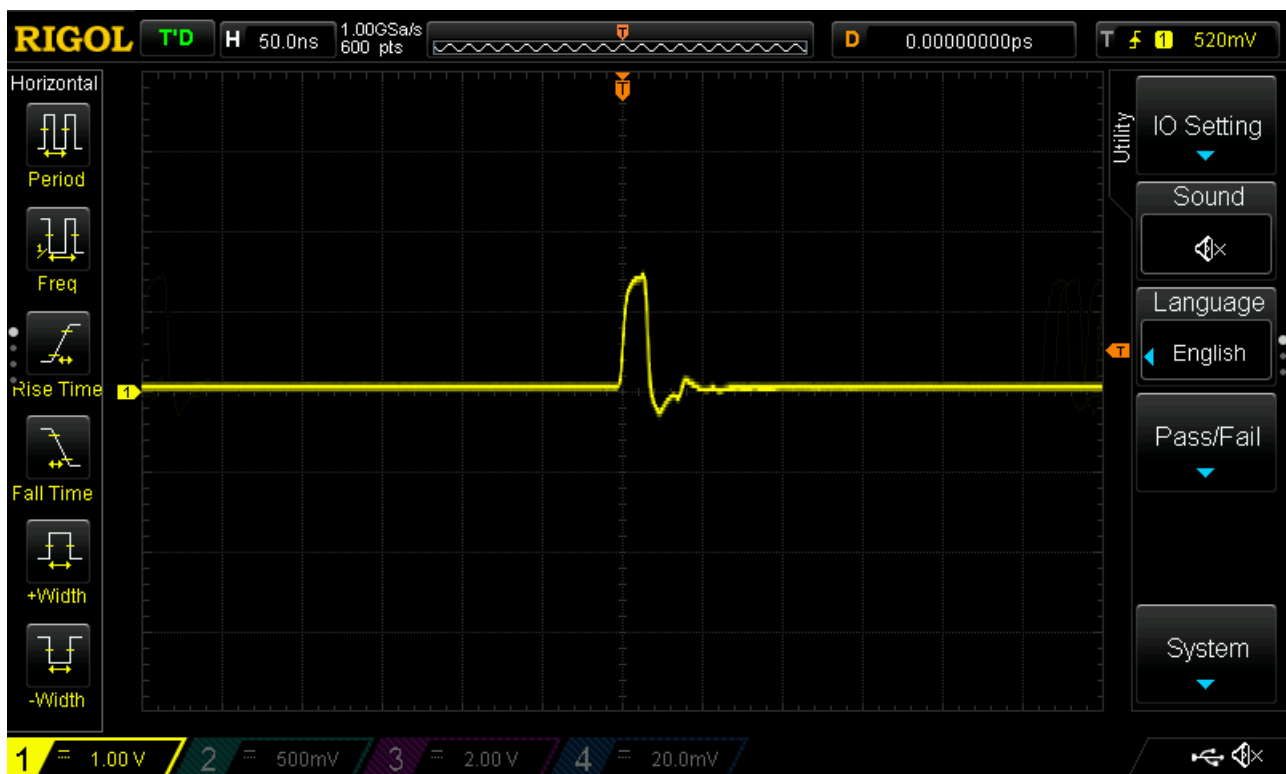 RIGOL T'D H 50.0ns 1.00GSa/s 600 pts D 0.00000000ps T 1 520mV
Horizontal
Period
Freq
Rise Time
Fall Time
+Width
-Width
T
T
T
1
Utility
IO Setting
Sound
Language
English
Pass/Fail
System
1 = 1.00 V 2 = 500mV 3 = 2.00 V 4 = 20.0mV